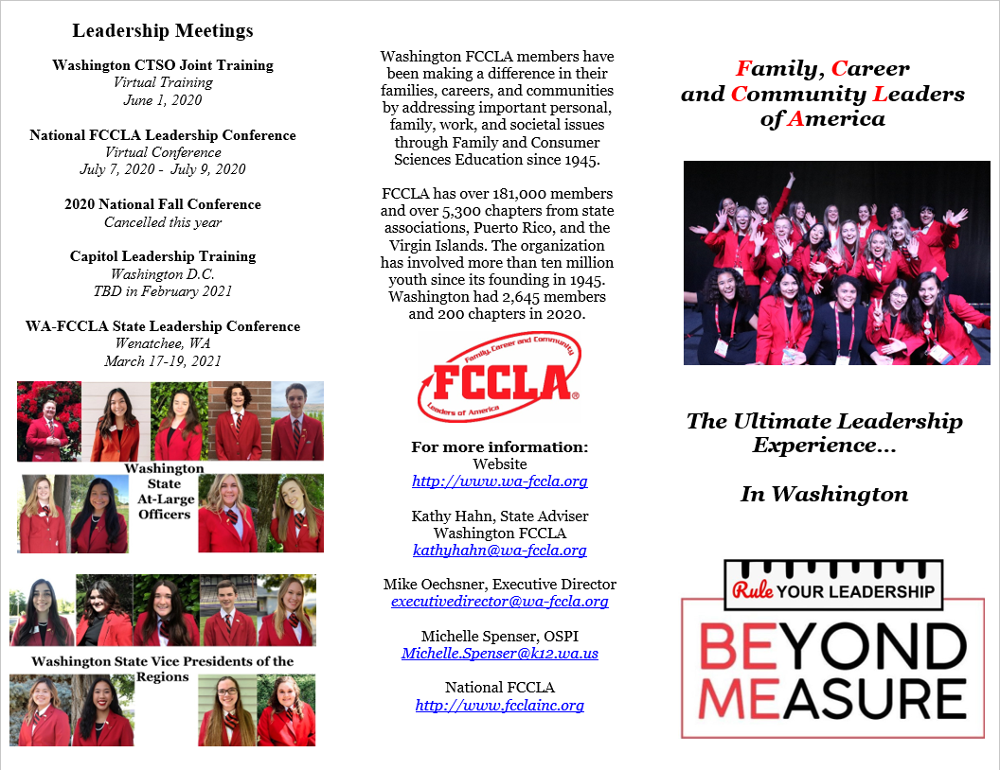 Leadership Meetings
Washington CTSO Joint Training
Virtual Training
June 1, 2020
National FCCLA Leadership Conference
Virtual Conference
July 7, 2020 - July 9, 2020
2020 National Fall Conference
Cancelled this year
Capitol Leadership Training
Washington D.C.
TBD in February 2021
WA-FCCLA State Leadership Conference
Wenatchee, WA
March 17-19, 2021
Washington
State
At-Large
Officers
Washington State Vice Presidents of the
Regions
Washington FCCLA members have
been making a difference in their
families, careers, and communities
by addressing important personal,
family, work, and societal issues
through Family and Consumer
Sciences Education since 1945.
FCCLA has over 181,000 members
and over 5,300 chapters from state
associations, Puerto Rico, and the
Virgin Islands. The organization
has involved more than ten million
youth since its founding in 1945.
Washington had 2,645 members
and 200 chapters in 2020.
Family, Career and Community
FCCLA®
Leaders of America
For more information:
Website
http://www.wa-fccla.org
Kathy Hahn, State Adviser
Washington FCCLA
kathyhahn@wa-fccla.org
Mike Oechsner, Executive Director
executivedirector@wa-fccla.org
Michelle Spenser, OSPI
Michelle.Spenser@k12.wa.us
National FCCLA
http://www.fcclainc.org
Family, Career
and Community Leaders
of America
The Ultimate Leadership
Experience...
In Washington
Rule YOUR LEADERSHIP
BEYOND
MEASURE